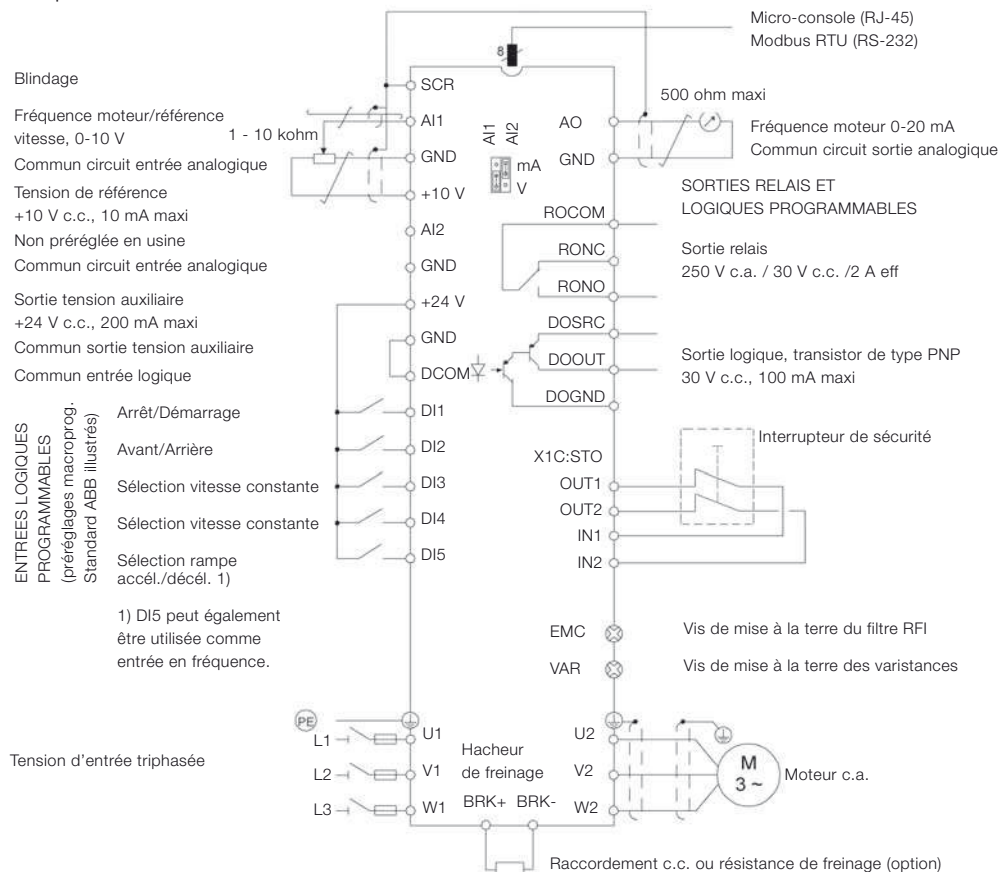 Micro-console (RJ-45)
Modbus RTU (RS-232)
8
Blindage
SCR
500 ohm maxi
Fréquence moteur/référence
vitesse, 0-10 V
1 - 10 kohm
AI1
AI1
AI2
AO
Fréquence moteur 0-20 mA
Commun circuit entrée analogique
GND
mA
V
GND
Commun circuit sortie analogique
Tension de référence
+10 V c.c., 10 mA maxi
+10 V
SORTIES RELAIS ET
LOGIQUES PROGRAMMABLES
Non préréglée en usine
AI2
ROCOM
Commun circuit entrée analogique
GND
RONC
RONO
Sortie relais
250 V c.a. / 30 V c.c. /2 A eff
Sortie tension auxiliaire
+24 V c.c., 200 mA maxi
+24 V
DOSRC
Commun sortie tension auxiliaire
GND
DOOUT
Sortie logique, transistor de type PNP
30 V c.c., 100 mA maxi
Commun entrée logique
DCOM
DOGND
ENTREES LOGIQUES
PROGRAMMABLES
(préréglages macroprog.
Standard ABB illustrés)
Arrêt/Démarrage
DI1
Avant/Arrière
DI2
Sélection vitesse constante
DI3
Sélection vitesse constante
DI4
Sélection rampe
accél./décél. 1)
DI5
1) DI5 peut également
être utilisée comme
entrée en fréquence.
Interrupteur de sécurité
X1C:STO
OUT1
OUT2
IN1
IN2
EMC
Vis de mise à la terre du filtre RFI
VAR
Vis de mise à la terre des varistances
PE
Tension d'entrée triphasée
L1
U1
L2
V1
L3
W1
Hacheur
de freinage
BRK+ BRK-
U2
V2
W2
M
3 ~
Moteur c.a.
Raccordement c.c. ou résistance de freinage (option)